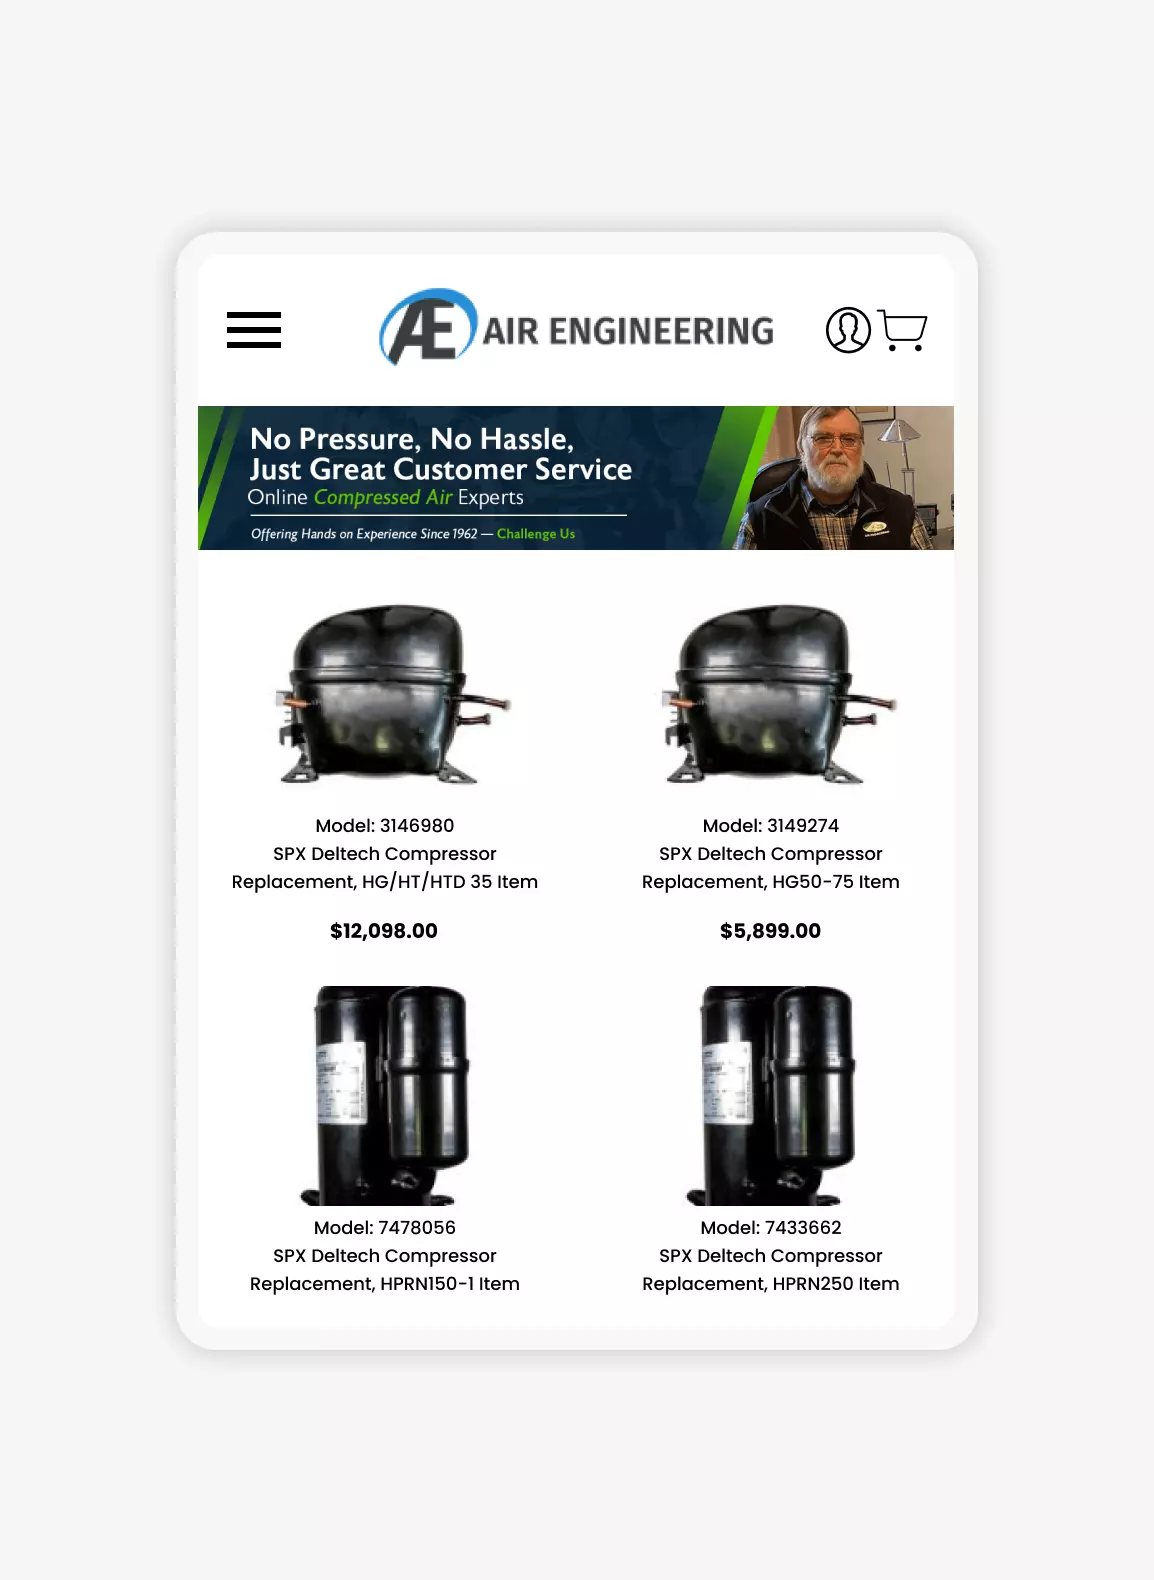 Æ AIR ENGINEERING
No Pressure, No Hassle,
Just Great Customer Service
Online Compressed Air Experts
Offering Hands on Experience Since 1962 — Challenge Us
Model: 3146980
SPX Deltech Compressor
Replacement, HG/HT/HTD 35 Item
$12,098.00
Model: 3149274
SPX Deltech Compressor
Replacement, HG50-75 Item
$5,899.00
Model: 7478056
SPX Deltech Compressor
Replacement, HPRN150-1 Item
Model: 7433662
SPX Deltech Compressor
Replacement, HPRN250 Item